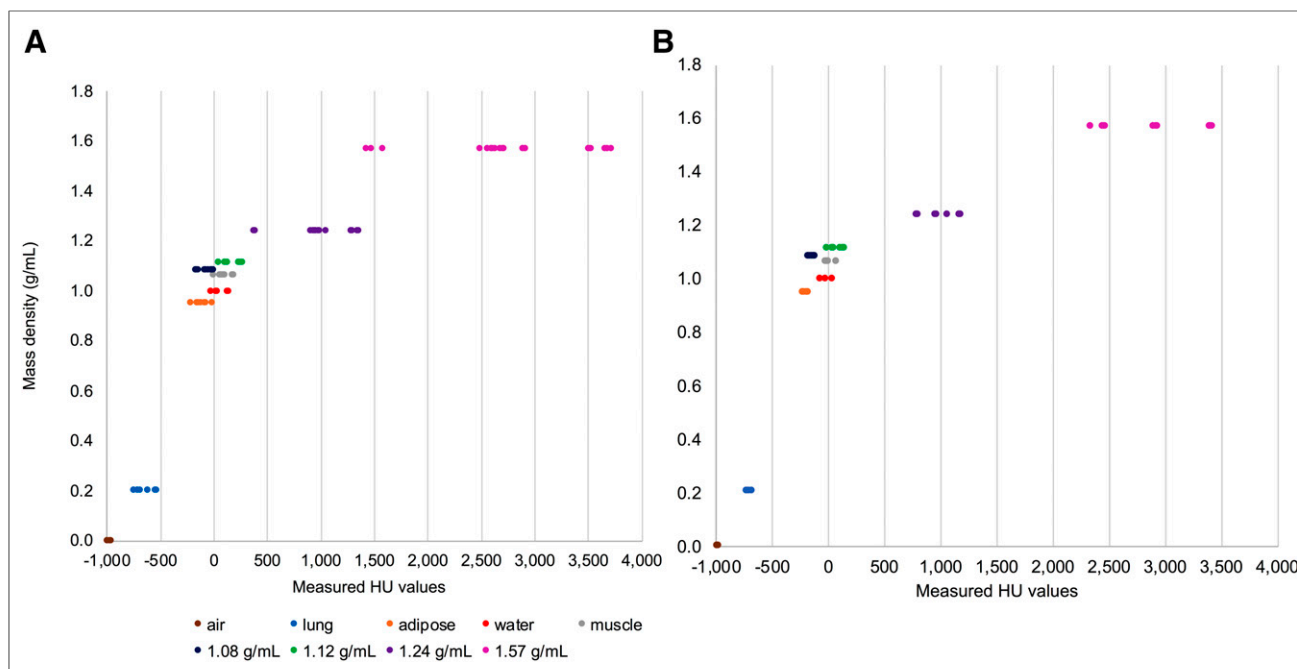 A
B
Mass density (g/mL)
1.8
1.6
1.4
1.2
1.0
0.8
0.6
0.4
0.2
0.0
-1,000 -500 0 500 1,000 1,500 2,000 2,500 3,000 3,500 4,000
Measured HU values
1.8
1.6
1.4
1.2
1.0
0.8
0.6
0.4
0.2
0.0
-1,000 -500 0 500 1,000 1,500 2,000 2,500 3,000 3,500 4,000
Measured HU values
air lung adipose water muscle
1.08 g/mL 1.12 g/mL 1.24 g/mL 1.57 g/mL